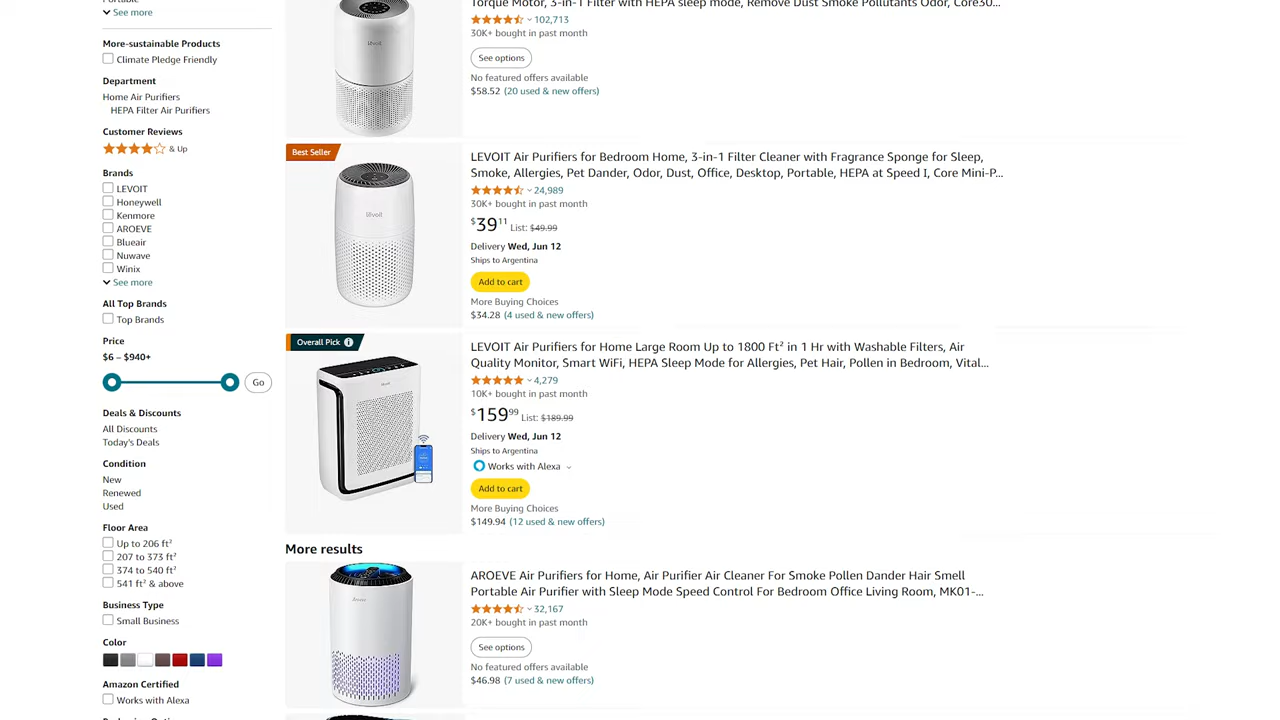 Portable
See more
More-sustainable Products
Climate Pledge Friendly
Department
Home Air Purifiers
HEPA Filter Air Purifiers
Customer Reviews
& Up
Brands
LEVOIT
Honeywell
Kenmore
AROEVE
Blueair
Nuwave
Winix
See more
All Top Brands
Top Brands
Price
$6 – $940+
Go
Deals & Discounts
All Discounts
Today's Deals
Condition
New
Renewed
Used
Floor Area
Up to 206 ft²
207 to 373 ft²
374 to 540 ft²
541 ft² & above
Business Type
Small Business
Color
Amazon Certified
Works with Alexa
Torque Motor, 3-in-1 Filter with HEPA sleep mode, Remove Dust Smoke Pollutants Odor, Core30...
102,713
30K+ bought in past month
See options
No featured offers available
$58.52 (20 used & new offers)
levoit
Best Seller
levoit
LEVOIT Air Purifiers for Bedroom Home, 3-in-1 Filter Cleaner with Fragrance Sponge for Sleep,
Smoke, Allergies, Pet Dander, Odor, Dust, Office, Desktop, Portable, HEPA at Speed I, Core Mini-P...
24,989
30K+ bought in past month
$39.11 List: $49.99
Delivery Wed, Jun 12
Ships to Argentina
Add to cart
More Buying Choices
$34.28 (4 used & new offers)
Overall Pick
LEVOIT Air Purifiers for Home Large Room Up to 1800 Ft² in 1 Hr with Washable Filters, Air
Quality Monitor, Smart WiFi, HEPA Sleep Mode for Allergies, Pet Hair, Pollen in Bedroom, Vital...
4,279
10K+ bought in past month
$159.99 List: $189.99
Delivery Wed, Jun 12
Ships to Argentina
Works with Alexa
Add to cart
More Buying Choices
$149.94 (12 used & new offers)
More results
AROEVE Air Purifiers for Home, Air Purifier Air Cleaner For Smoke Pollen Dander Hair Smell
Portable Air Purifier with Sleep Mode Speed Control For Bedroom Office Living Room, MK01-...
32,167
20K+ bought in past month
See options
No featured offers available
$46.98 (7 used & new offers)